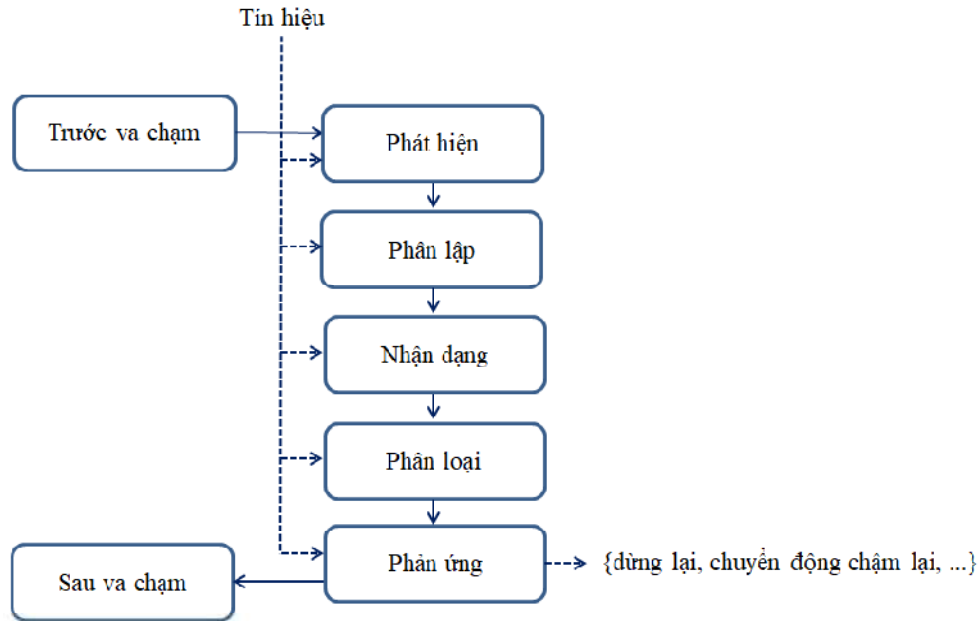 Tín hiệu
Trước va chạm
Phát hiện
Phân lập
Nhận dạng
Phân loại
Phản ứng
{dừng lại, chuyển động chậm lại, ...}
Sau va chạm